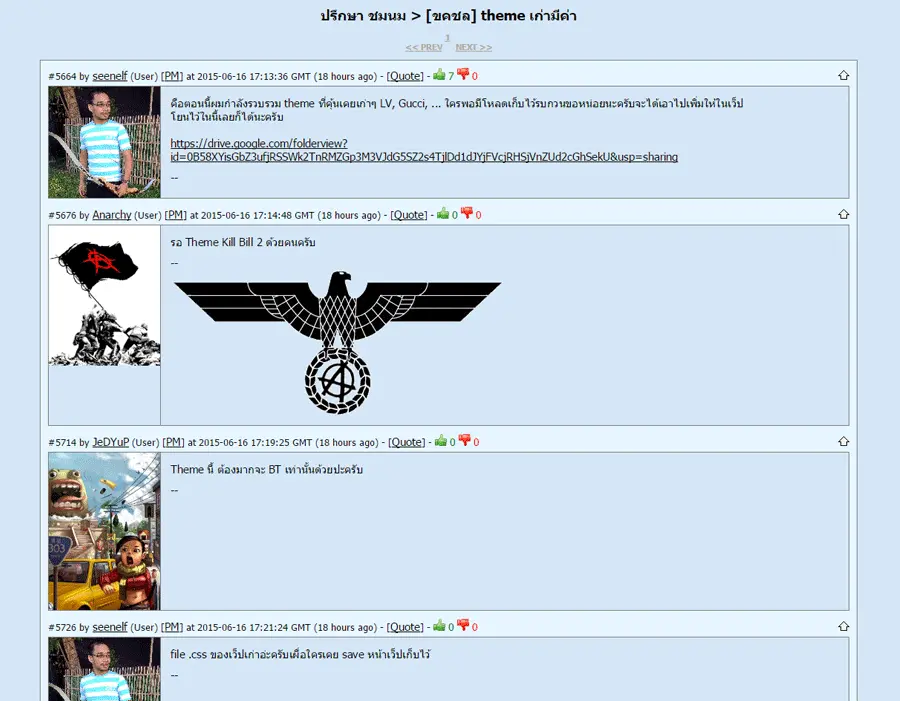 ปรึกษา ชมนม > [ขดชล] theme เก่ามีค่า
1
<< PREV NEXT >>
#5664 by seenelf (User) [PM] at 2015-06-16 17:13:36 GMT (18 hours ago) - [Quote] - 7 0
คือตอนนี้ผมกำลังรวบรวม theme ที่คุ้นเคยเก่าๆ LV, Gucci, ... ใครพอมีโหลดเก็บไว้รบกวนขอหน่อยนะครับจะได้เอาไปเพิ่มให้ในเว็ป
โยนไว้ในนี้เลยก็ได้นะครับ
https://drive.google.com/folderview?
id=0B58XYisGbZ3ufjRSSWk2TnRMZGp3M3VJdG5SZ2s4TjlDd1dJYjFVcjRHSjVnZUd2cGhSekU&usp=sharing
--
#5676 by Anarchy (User) [PM] at 2015-06-16 17:14:48 GMT (18 hours ago) - [Quote] - 0 0
รอ Theme Kill Bill 2 ด้วยคนครับ
--
#5714 by JeDYuP (User) [PM] at 2015-06-16 17:19:25 GMT (18 hours ago) - [Quote] - 0 0
Theme นี้ ต้องมากจะ BT เท่านั้นด้วยปะครับ
--
303
#5726 by seenelf (User) [PM] at 2015-06-16 17:21:24 GMT (18 hours ago) - [Quote] - 0 0
file .css ของเว็ปเก่าอ่ะครับเผื่อใครเคย save หน้าเว็ปเก็บไว้
--